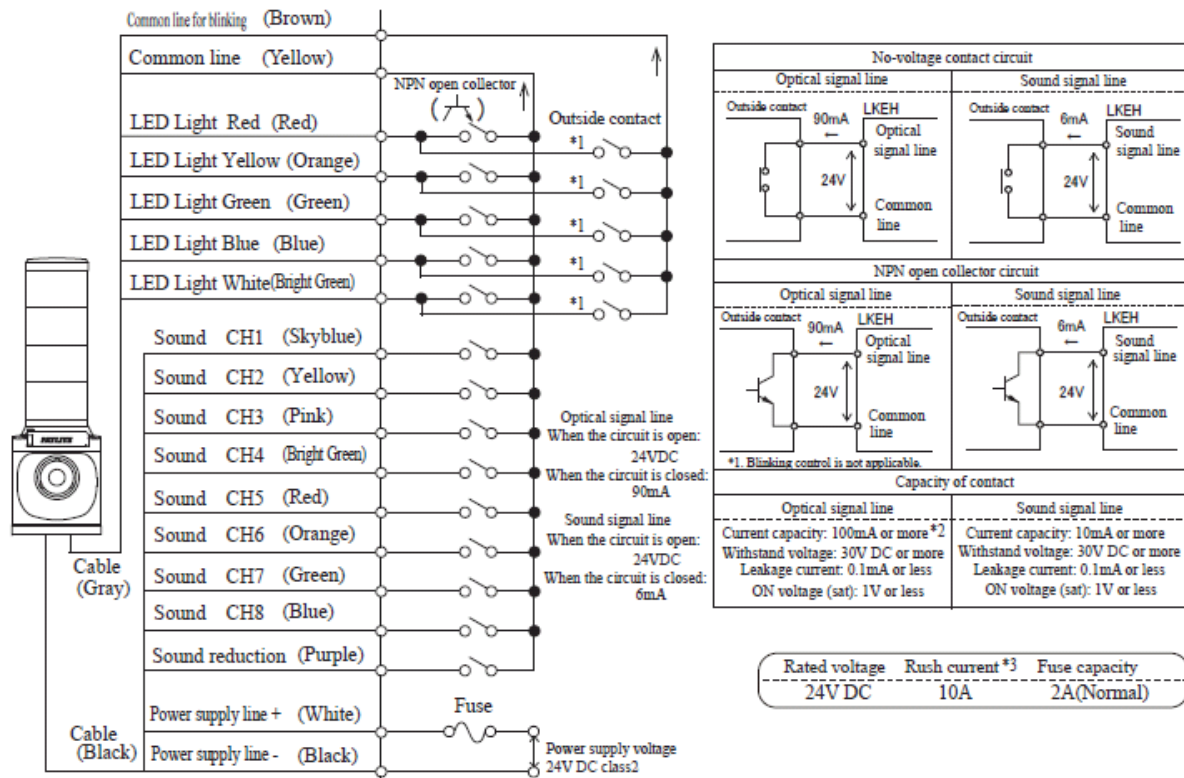 Common line for blinking (Brown)
Common line (Yellow)
NPN open collector
( )
Outside contact
LED Light Red (Red)
*1
LED Light Yellow (Orange)
*1
LED Light Green (Green)
*1
LED Light Blue (Blue)
*1
LED Light White(Bright Green)
*1
Sound CH1 (Skyblue)
Sound CH2 (Yellow)
Sound CH3 (Pink)
Sound CH4 (Bright Green)
Sound CH5 (Red)
Sound CH6 (Orange)
Sound CH7 (Green)
Sound CH8 (Blue)
Sound reduction (Purple)
Optical signal line
When the circuit is open:
24VDC
When the circuit is closed:
90mA
Sound signal line
When the circuit is open:
24VDC
When the circuit is closed:
6mA
PATLITE
Cable
(Gray)
Cable
(Black)
Power supply line + (White)
Fuse
Power supply line - (Black)
Power supply voltage
24V DC class2
No-voltage contact circuit
Optical signal line
Outside contact
90mA
LKEH
Optical
signal line
24V
Common
line
Sound signal line
Outside contact
6mA
LKEH
Sound
signal line
24V
Common
line
NPN open collector circuit
Optical signal line
Outside contact
90mA
LKEH
Optical
signal line
24V
Common
line
*1. Blinking control is not applicable.
Sound signal line
Outside contact
6mA
LKEH
Sound
signal line
24V
Common
line
Capacity of contact
Optical signal line
Current capacity: 100mA or more *2
Withstand voltage: 30V DC or more
Leakage current: 0.1mA or less
ON voltage (sat): 1V or less
Sound signal line
Current capacity: 10mA or more
Withstand voltage: 30V DC or more
Leakage current: 0.1mA or less
ON voltage (sat): 1V or less
Rated voltage Rush current *3 Fuse capacity
24V DC 10A 2A(Normal)